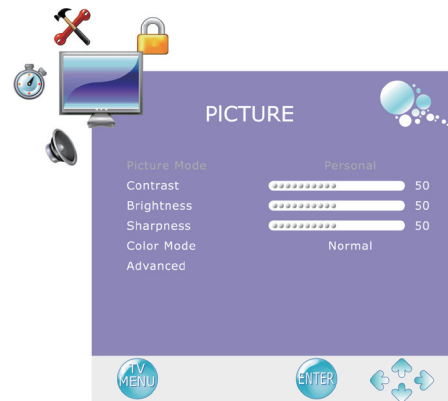 PICTURE
Picture Mode Personal
Contrast 50
Brightness 50
Sharpness 50
Color Mode Normal
Advanced
TV
MENU
ENTER